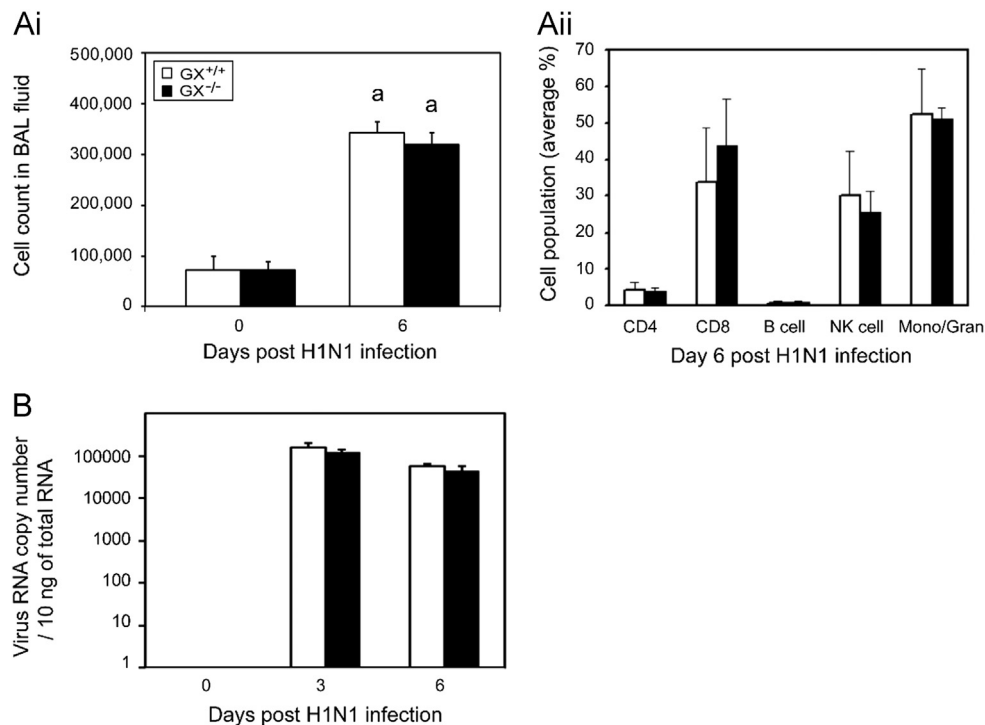 Ai
Cell count in BAL fluid
500,000
400,000
300,000
200,000
100,000
0
GX+/+
GX-/-
a a
0 6
Days post H1N1 infection
Aii
Cell population (average %)
70
60
50
40
30
20
10
0
CD4 CD8 B cell NK cell Mono/Gran
Day 6 post H1N1 infection
B
Virus RNA copy number
/ 10 ng of total RNA
100000
10000
1000
100
10
1
0 3 6
Days post H1N1 infection